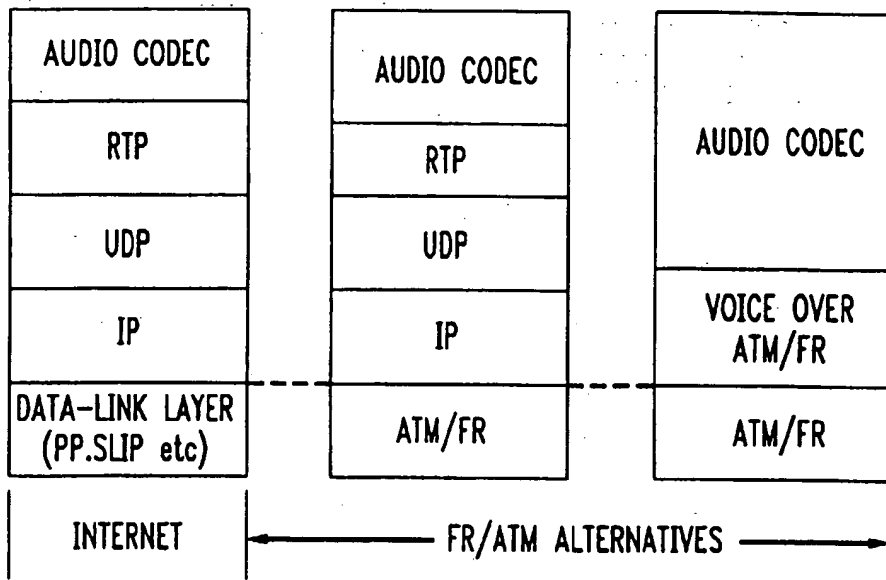 AUDIO CODEC
RTP
UDP
IP
DATA-LINK LAYER
(PP.SLIP etc)
INTERNET
AUDIO CODEC
RTP
UDP
IP
ATM/FR
AUDIO CODEC
VOICE OVER
ATM/FR
ATM/FR
FR/ATM ALTERNATIVES